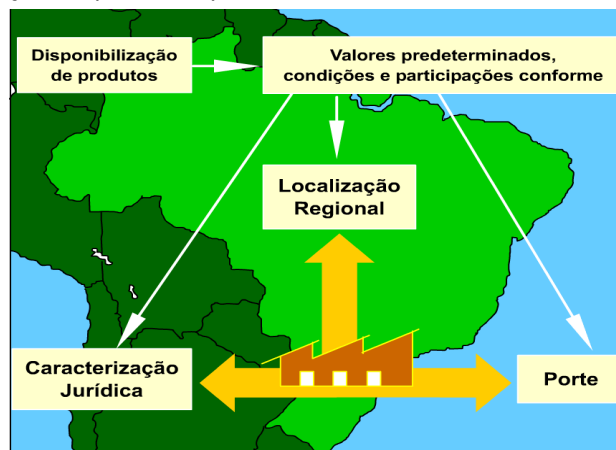 Disponibilização
de produtos
Valores predeterminados,
condições e participações conforme
Localização
Regional
Caracterização
Jurídica
Porte